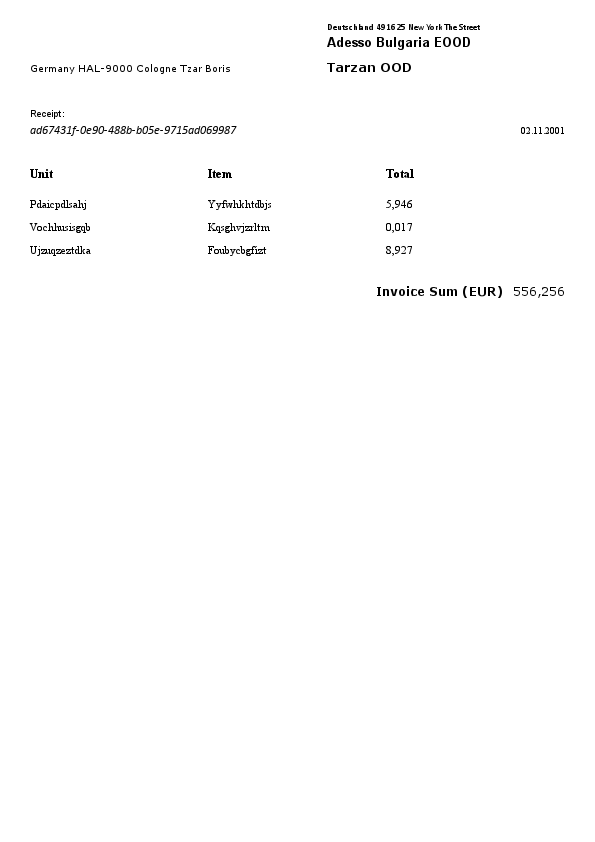 Deutschland 491625 New York The Street
Adesso Bulgaria EOOD
Germany HAL-9000 Cologne Tzar Boris
Tarzan OOD
Receipt:
ad67431f-0e90-488b-b05e-9715ad069987
02.11.2001
Unit Item Total
Pdaicpdlsahj Yyfwhkhtdbjs 5,946
Vochhusisgqb Kqsghvjzrltm 0,017
Ujzuqzeztdka Foubycbgfizt 8,927
Invoice Sum (EUR) 556,256